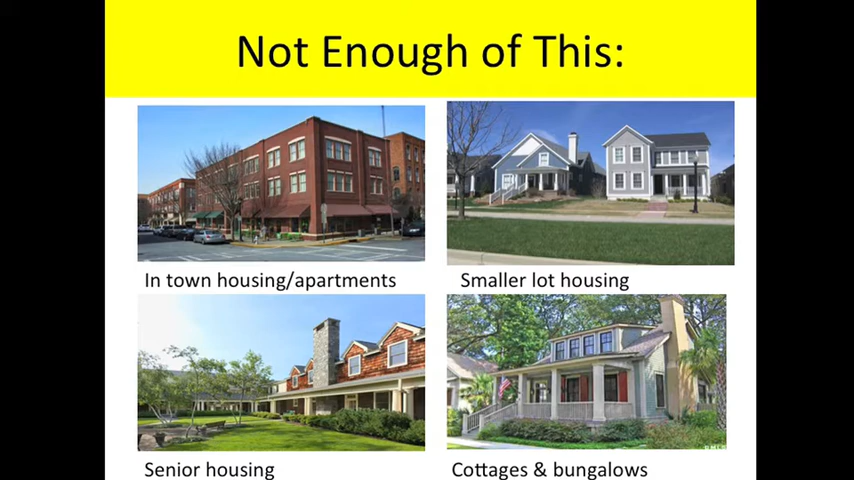 Not Enough of This:
In town housing/apartments
Smaller lot housing
Senior housing
Cottages & bungalows